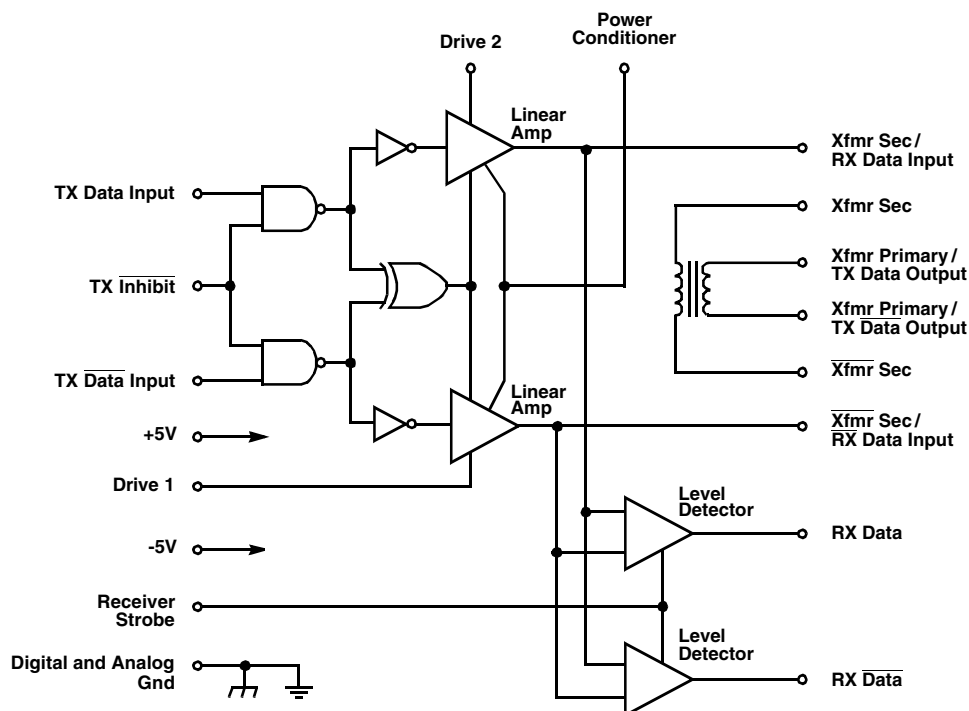 Power
Conditioner
Drive 2
Linear
Amp
Xfmr Sec /
RX Data Input
TX Data Input
Xfmr Sec
Xfmr Primary /
TX Data Output
TX Inhibit
Xfmr Primary /
TX Data Output
TX Data Input
Xfmr Sec
Linear
Amp
Xfmr Sec /
RX Data Input
+5V
Drive 1
Level
Detector
RX Data
-5V
Receiver
Strobe
Level
Detector
Digital and Analog
Gnd
RX Data